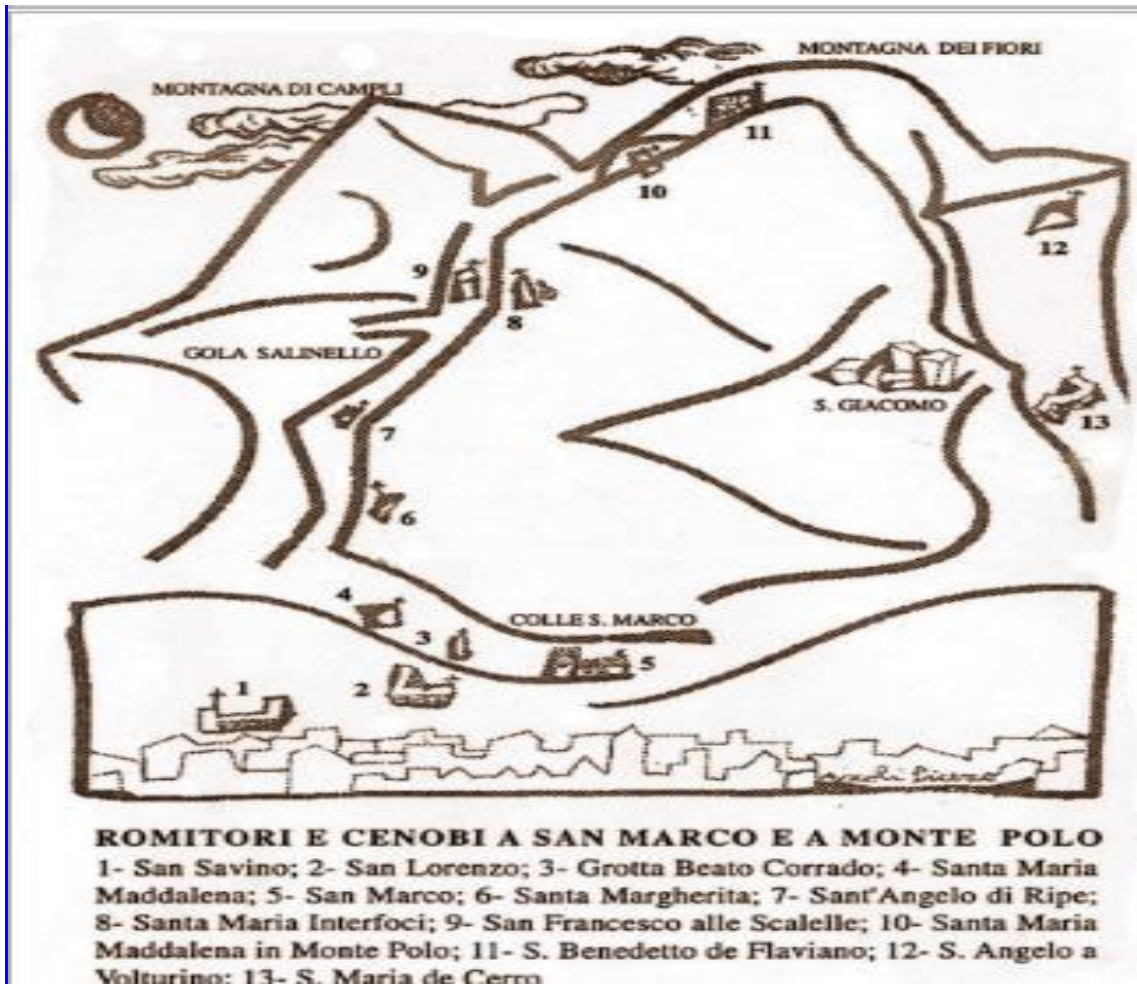 MONTAGNA DEI FIORI
MONTAGNA DI CAMPLI
11
10
12
9
8
GOLA SALINELLO
S. GIACOMO
13
7
6
4
COLLE S. MARCO
3
5
2
1
Ascoli Piceno
ROMITORI E CENOBI A SAN MARCO E A MONTE POLO
1- San Savino; 2- San Lorenzo; 3- Grotta Beato Corrado; 4- Santa Maria
Maddalena; 5- San Marco; 6- Santa Margherita; 7- Sant'Angelo di Ripe;
8- Santa Maria Interfoci; 9- San Francesco alle Scalelle; 10- Santa Maria
Maddalena in Monte Polo; 11- S. Benedetto de Flaviano; 12- S. Angelo a
Volturino; 13- S. Maria de Cerro